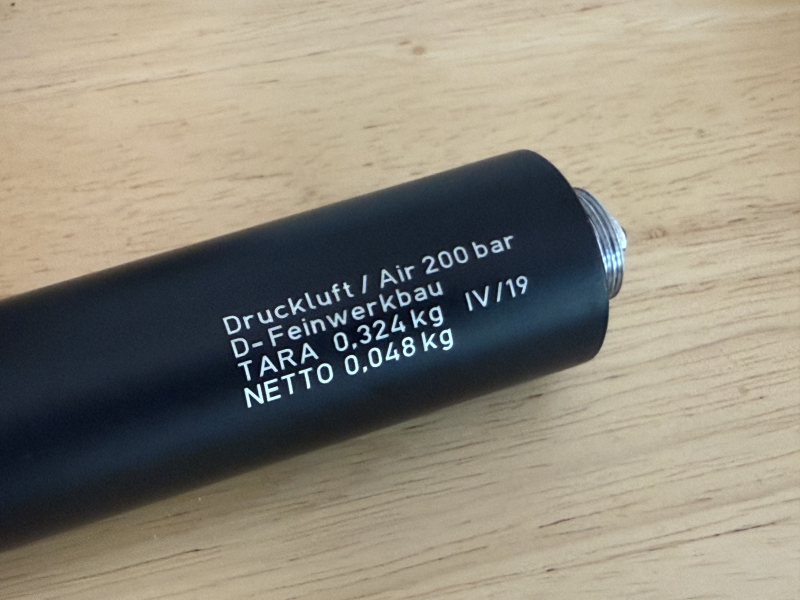 Druckluft / Air 200 bar
D-Feinwerkbau
TARA 0,324 kg IV/19
NETTO 0,048 kg